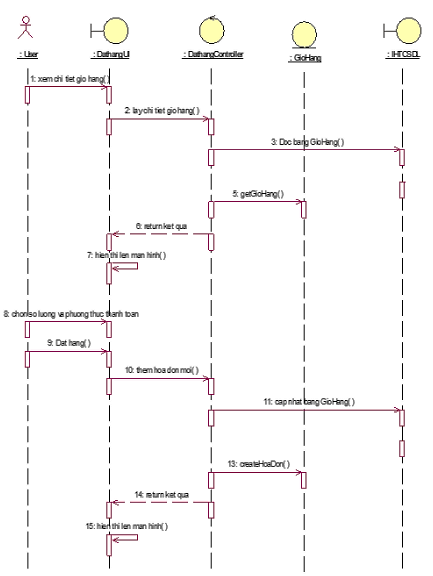 : User
: DathangUI
: DathangController
: GioHang
: IHTCSDL
1: xem chi tiet gio hang( )
2: lay chi tiet gio hang( )
3: Doc bang GioHang( )
5: getGioHang( )
6: return ket qua
7: hien thi len man hinh( )
8: chon so luong va phuong thuc thanh toan
9: Dat hang( )
10: them hoa don moi( )
11: cap nhat bang GioHang( )
13: createHoaDon( )
14: return ket qua
15: hien thi len man hinh( )